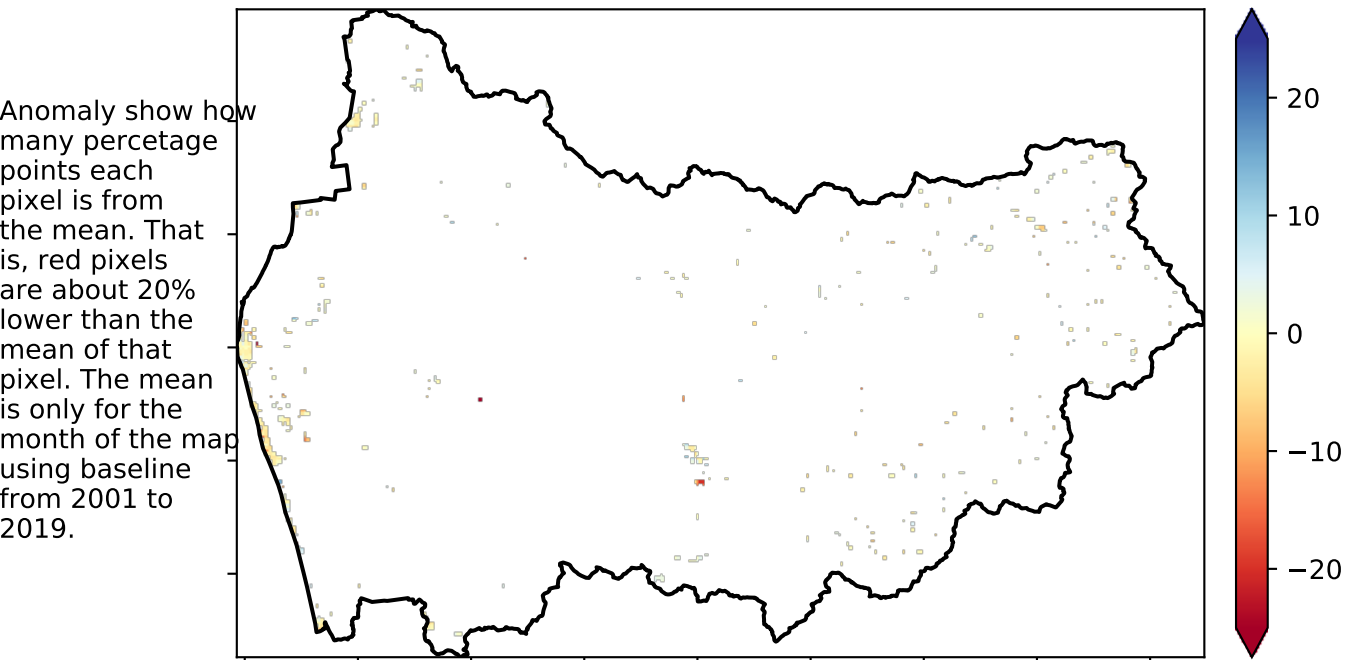 Anomaly show how
many percetage
points each
pixel is from
the mean. That
is, red pixels
are about 20%
lower than the
mean of that
pixel. The mean
is only for the
month of the map
using baseline
from 2001 to
2019.
20
10
0
−10
−20